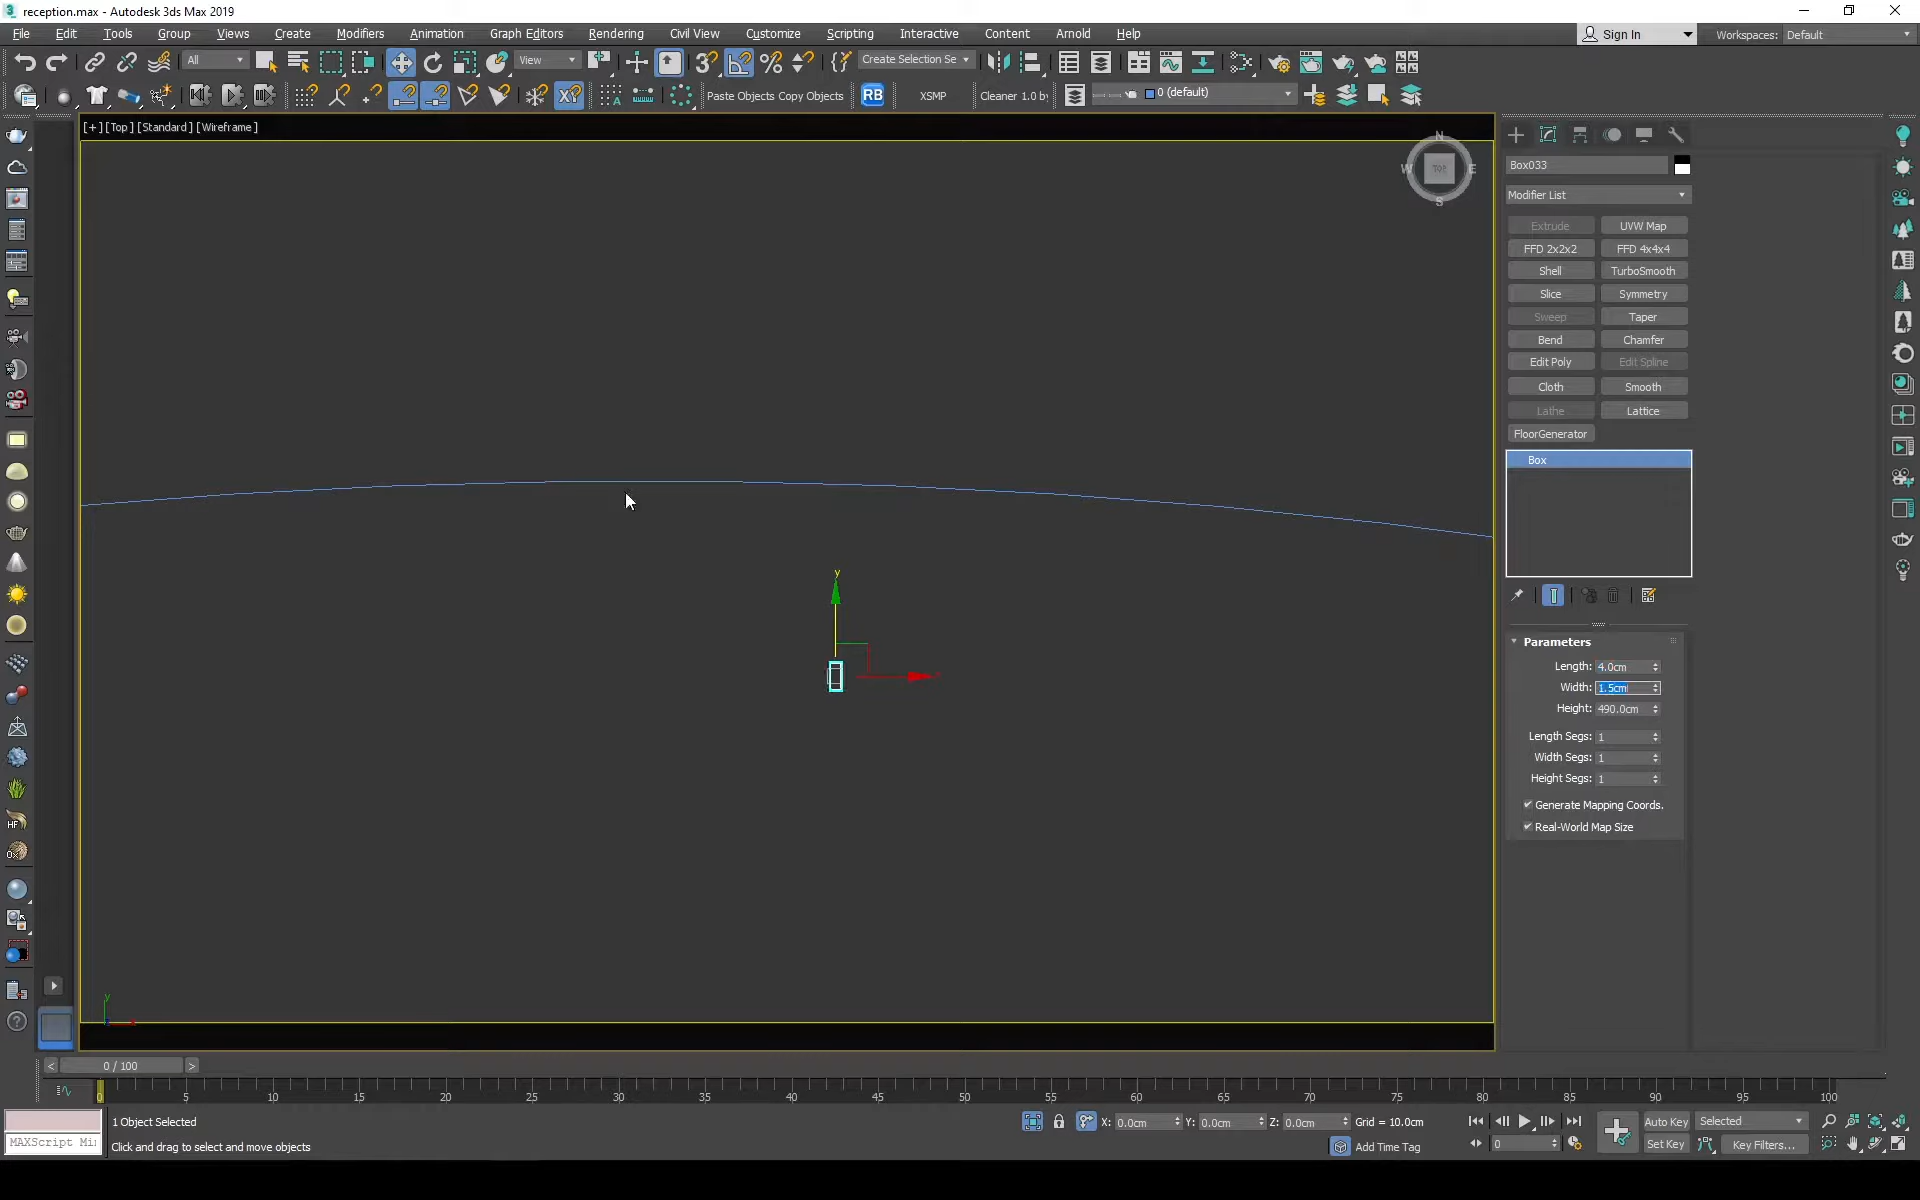 reception.max - Autodesk 3ds Max 2019
File Edit Tools Group Views Create Modifiers Animation Graph Editors Rendering Civil View Customize Scripting Interactive Content Arnold Help
Sign In
Workspaces: Default
All
View
Create Selection Se
Paste Objects Copy Objects
RB
XSMP
Cleaner 1.0 by
0 (default)
[+] [Top] [Standard] [Wireframe]
N
W TOP E
S
Box033
Modifier List
Extrude UVW Map
FFD 2x2x2 FFD 4x4x4
Shell TurboSmooth
Slice Symmetry
Sweep Taper
Bend Chamfer
Edit Poly Edit Spline
Cloth Smooth
Lathe Lattice
FloorGenerator
Box
y
Parameters
Length: 4.0cm
Width: 1.5cm
Height: 490.0cm
Length Segs: 1
Width Segs: 1
Height Segs: 1
Generate Mapping Coords.
Real-World Map Size
HF
y
< 0 / 100 >
0 5 10 15 20 25 30 35 40 45 50 55 60 65 70 75 80 85 90 95 100
1 Object Selected
X: 0.0cm Y: 0.0cm Z: 0.0cm Grid = 10.0cm
Auto Key Selected
MAXScript Mi
Click and drag to select and move objects
Add Time Tag
0
Set Key Key Filters...